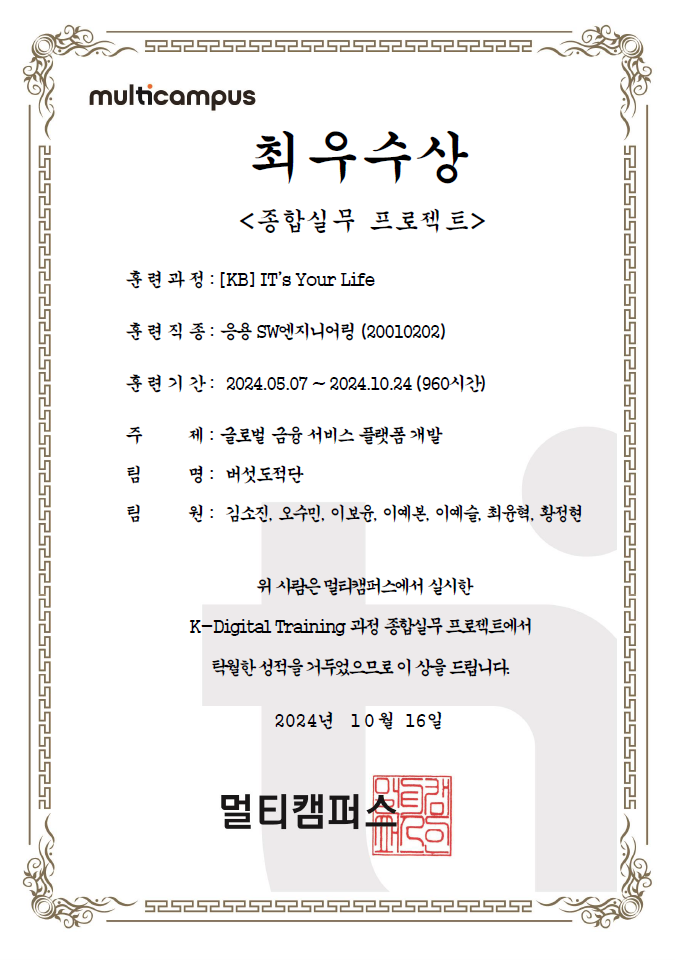 multicampus
최우수상
<종합실무 프로젝트>
훈련과정 : [KB] IT's Your Life
훈련직종 : 응용 SW엔지니어링 (20010202)
훈련기간 : 2024.05.07 ~ 2024.10.24 (960시간)
주 제 : 글로벌 금융 서비스 플랫폼 개발
팀 명 : 버섯도적단
팀 원 : 김소진, 오수민, 이보윤, 이예본, 이예슬, 최윤혁, 황정현
위 사람은 멀티캠퍼스에서 실시한
K-Digital Training 과정 종합실무 프로젝트에서
탁월한 성적을 거두었으므로 이 상을 드립니다.
2024년 10월 16일
멀티캠퍼스